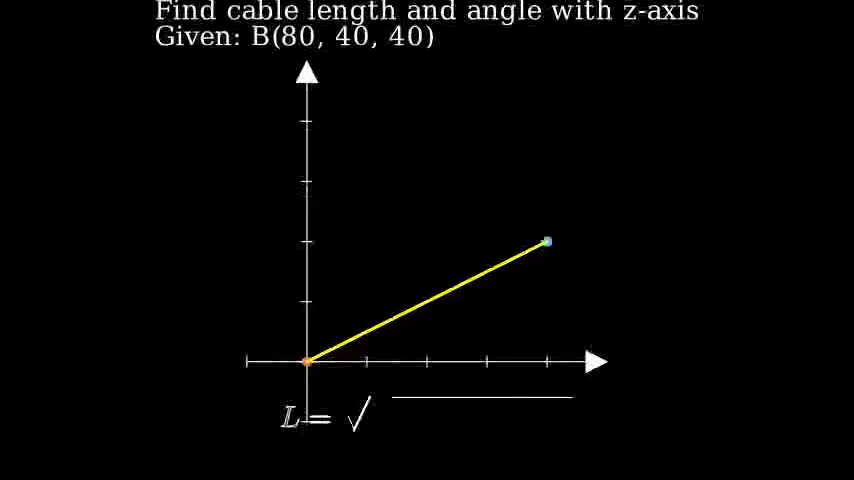 Find cable length and angle with z-axis
Given: B(80, 40, 40)
L = √